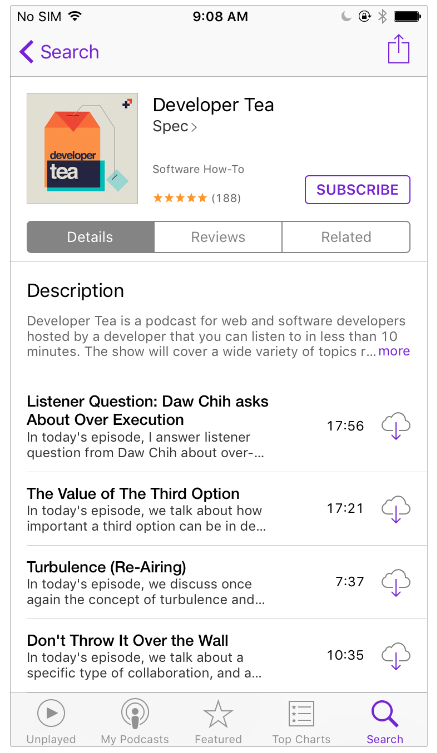 No SIM 9:08 AM
Search
developer
tea
Developer Tea
Spec >
Software How-To
★★★★★ (188)
SUBSCRIBE
Details Reviews Related
Description
Developer Tea is a podcast for web and software developers
hosted by a developer that you can listen to in less than 10
minutes. The show will cover a wide variety of topics r... more
Listener Question: Daw Chih asks
About Over Execution
17:56
In today's episode, I answer listener
question from Daw Chih about over-...
The Value of The Third Option
17:21
In today's episode, we talk about how
important a third option can be in de...
Turbulence (Re-Airing)
7:37
In today's episode, we discuss once
again the concept of turbulence and...
Don't Throw It Over the Wall
10:35
In today's episode, we talk about a
specific type of collaboration, and a...
Unplayed My Podcasts Featured Top Charts Search